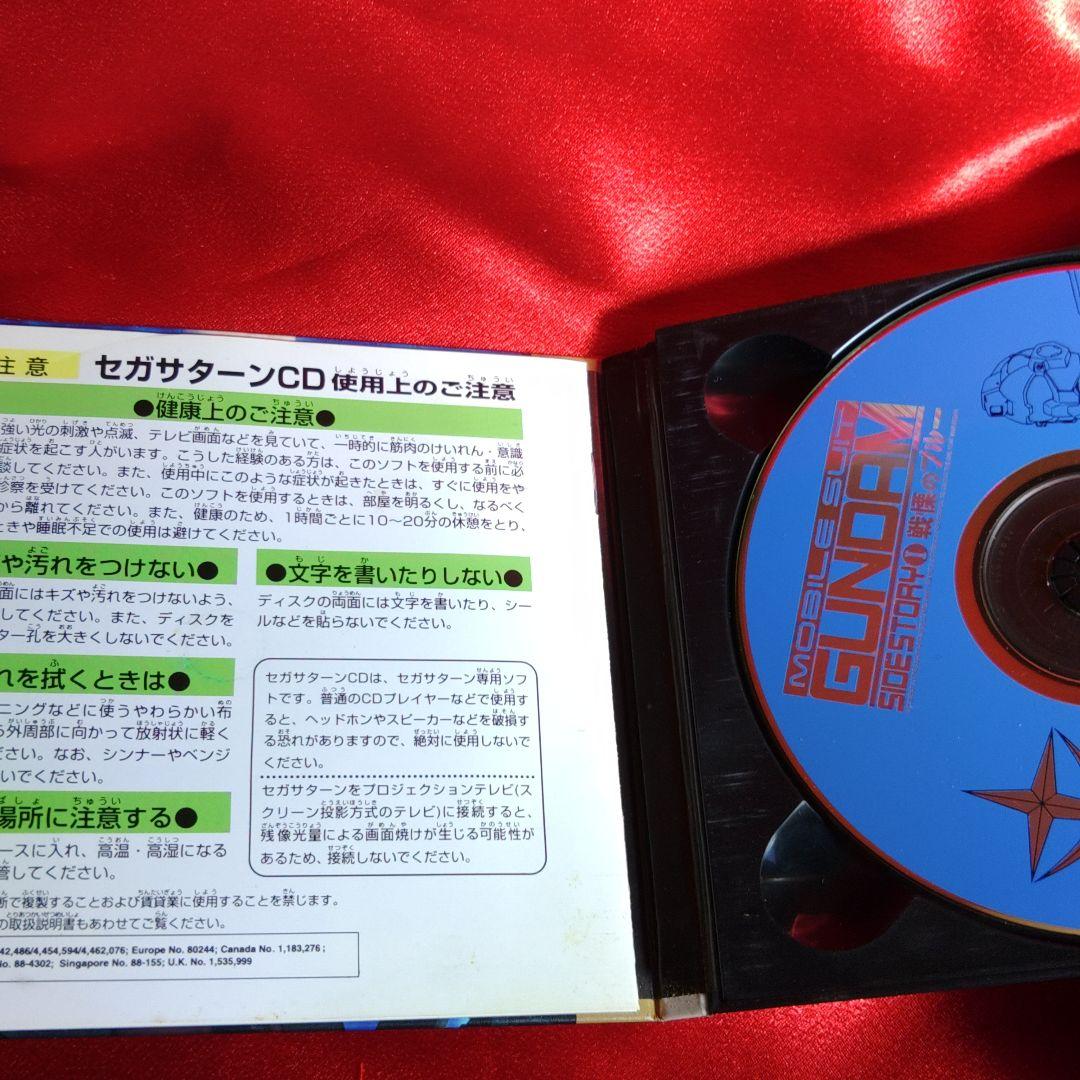 注意
セガサターンCD使用上のご注意
●健康上のご注意●
強い光の刺激や点滅、テレビ画面などを見ていて、一時的に筋肉のけいれん・意識
症状を起こす人がいます。こうした経験のある方は、このソフトを使用する前に必
談してください。また、使用中にこのような症状が起きたときは、すぐに使用をや
診察を受けてください。このソフトを使用するときは、部屋を明るくし、なるべく
から離れてください。また、健康のため、1時間ごとに10〜20分の休憩をとり、
ときや睡眠不足での使用は避けてください。
や汚れをつけない●
面にはキズや汚れをつけないよう、
してください。また、ディスクを
ター孔を大きくしないでください。
●文字を書いたりしない●
ディスクの両面には文字を書いたり、シー
ルなどを貼らないでください。
れを拭くときは●
ニングなどに使うやわらかい布
ら外周部に向かって放射状に軽く
ださい。なお、シンナーやベンジ
いでください。
場所に注意する●
ースに入れ、高温・高湿になる
管してください。
セガサターンCDは、セガサターン専用ソフ
トです。普通のCDプレイヤーなどで使用す
ると、ヘッドホンやスピーカーなどを破損す
る恐れがありますので、絶対に使用しないで
ください。
セガサターンをプロジェクションテレビ(ス
クリーン投影方式のテレビ)に接続すると、
残像光量による画面焼けが生じる可能性が
あるため、接続しないでください。
断で複製することおよび賃貸業に使用することを禁じます。
の取扱説明書もあわせてご覧ください。
42,486/4,454,594/4,462,076; Europe No. 80244; Canada No. 1,183,276;
No. 88-4302; Singapore No. 88-155; U.K. No. 1,535,999
MOBILE SUIT
GUNDAM
SIDESTORY I 戦慄のブルー